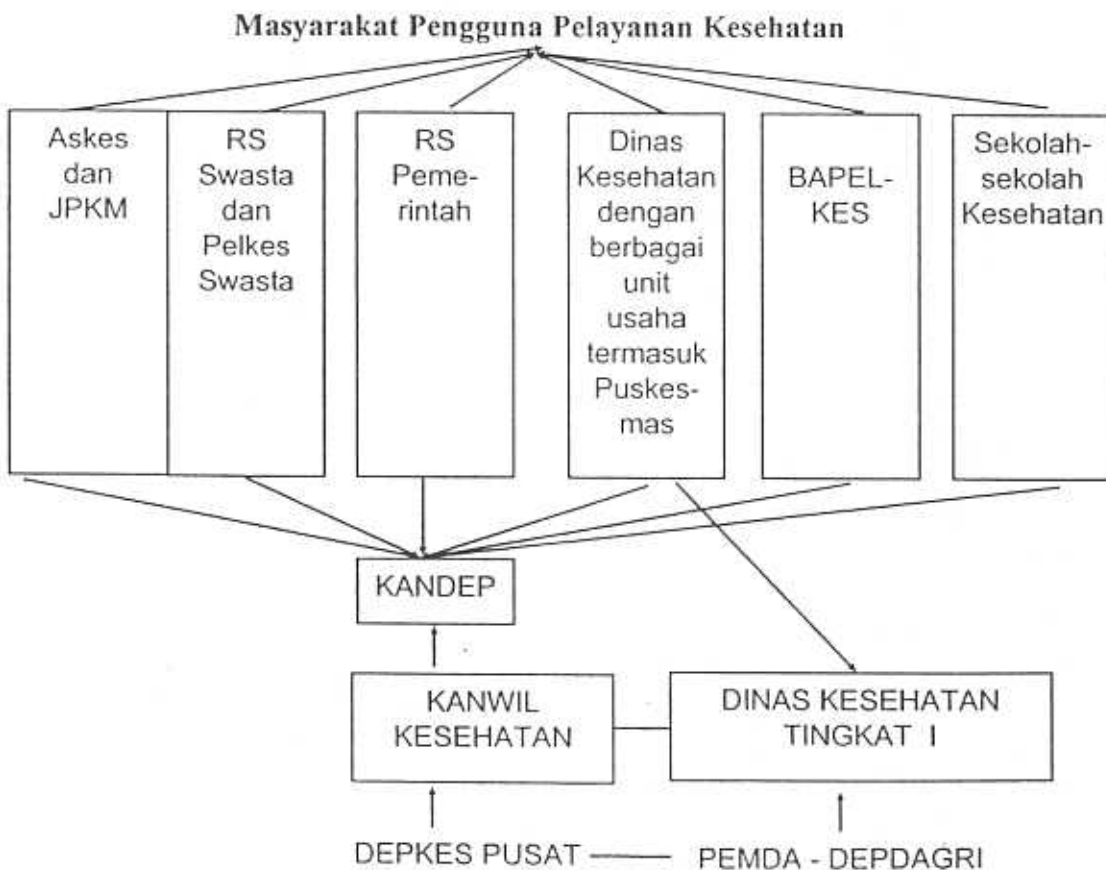 Masyarakat Pengguna Pelayanan Kesehatan
Askes
dan
JPKM
RS
Swasta
dan
Pelkes
Swasta
RS
Peme-
rintah
Dinas
Kesehatan
dengan
berbagai
unit
usaha
termasuk
Puskes-
mas
BAPEL-
KES
Sekolah-
sekolah
Kesehatan
KANDEP
KANWIL
KESEHATAN
DINAS KESEHATAN
TINGKAT I
DEPKES PUSAT
PEMDA - DEPDAGRI